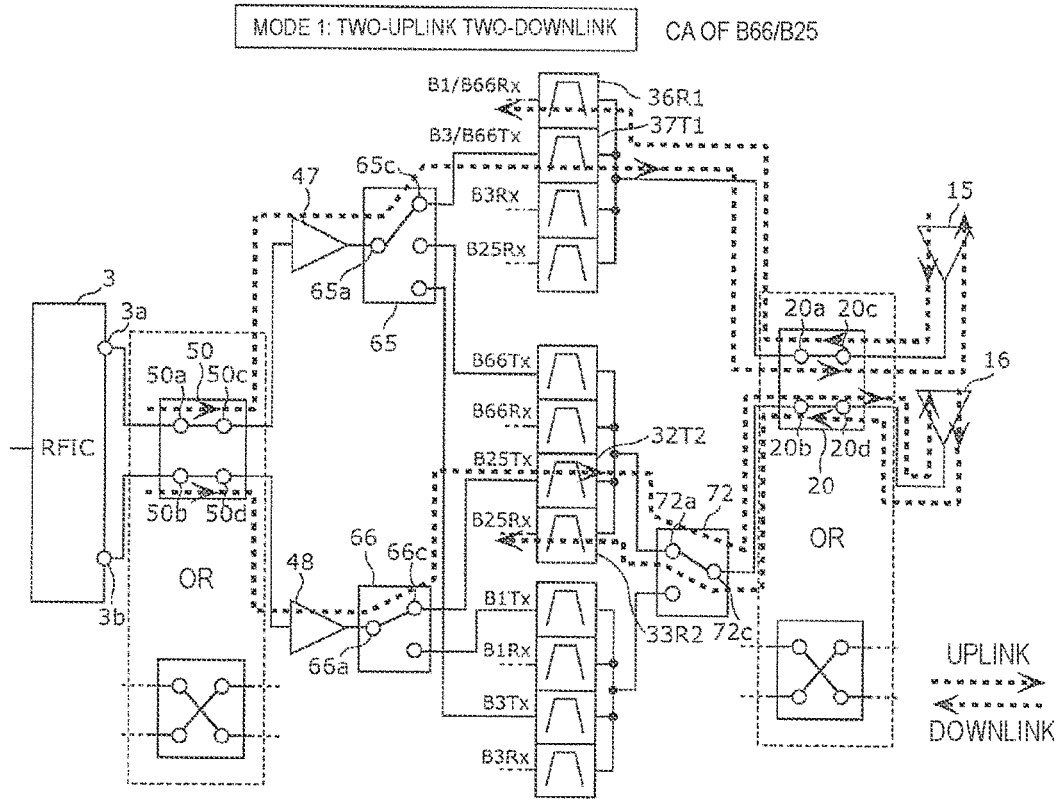 MODE 1: TWO-UPLINK TWO-DOWNLINK
CA OF B66/B25
B1/B66Rx
36R1
37T1
B3/B66Tx
65c
47
B3Rx
15
B25Rx
65a
3
3a
65
20a
20c
50
50a
50c
B66Tx
16
B66Rx
RFIC
32T2
B25Tx
20b
20d
72a
72
20
50b
50d
B25Rx
66
66c
OR
OR
48
3b
B1Tx
33R2
72c
66a
B1Rx
UPLINK
B3Tx
DOWNLINK
B3Rx